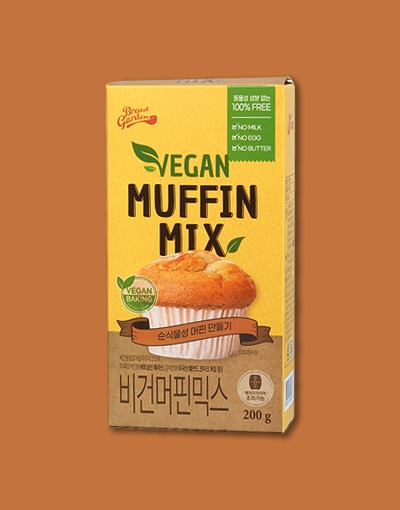 Bread
Garden
동물성 성분 없는
100% FREE
NO MILK
NO EGG
NO BUTTER
VEGAN
MUFFIN
MIX
VEGAN
BAKING
순식물성 머핀 만들기
비건머핀믹스
200 g